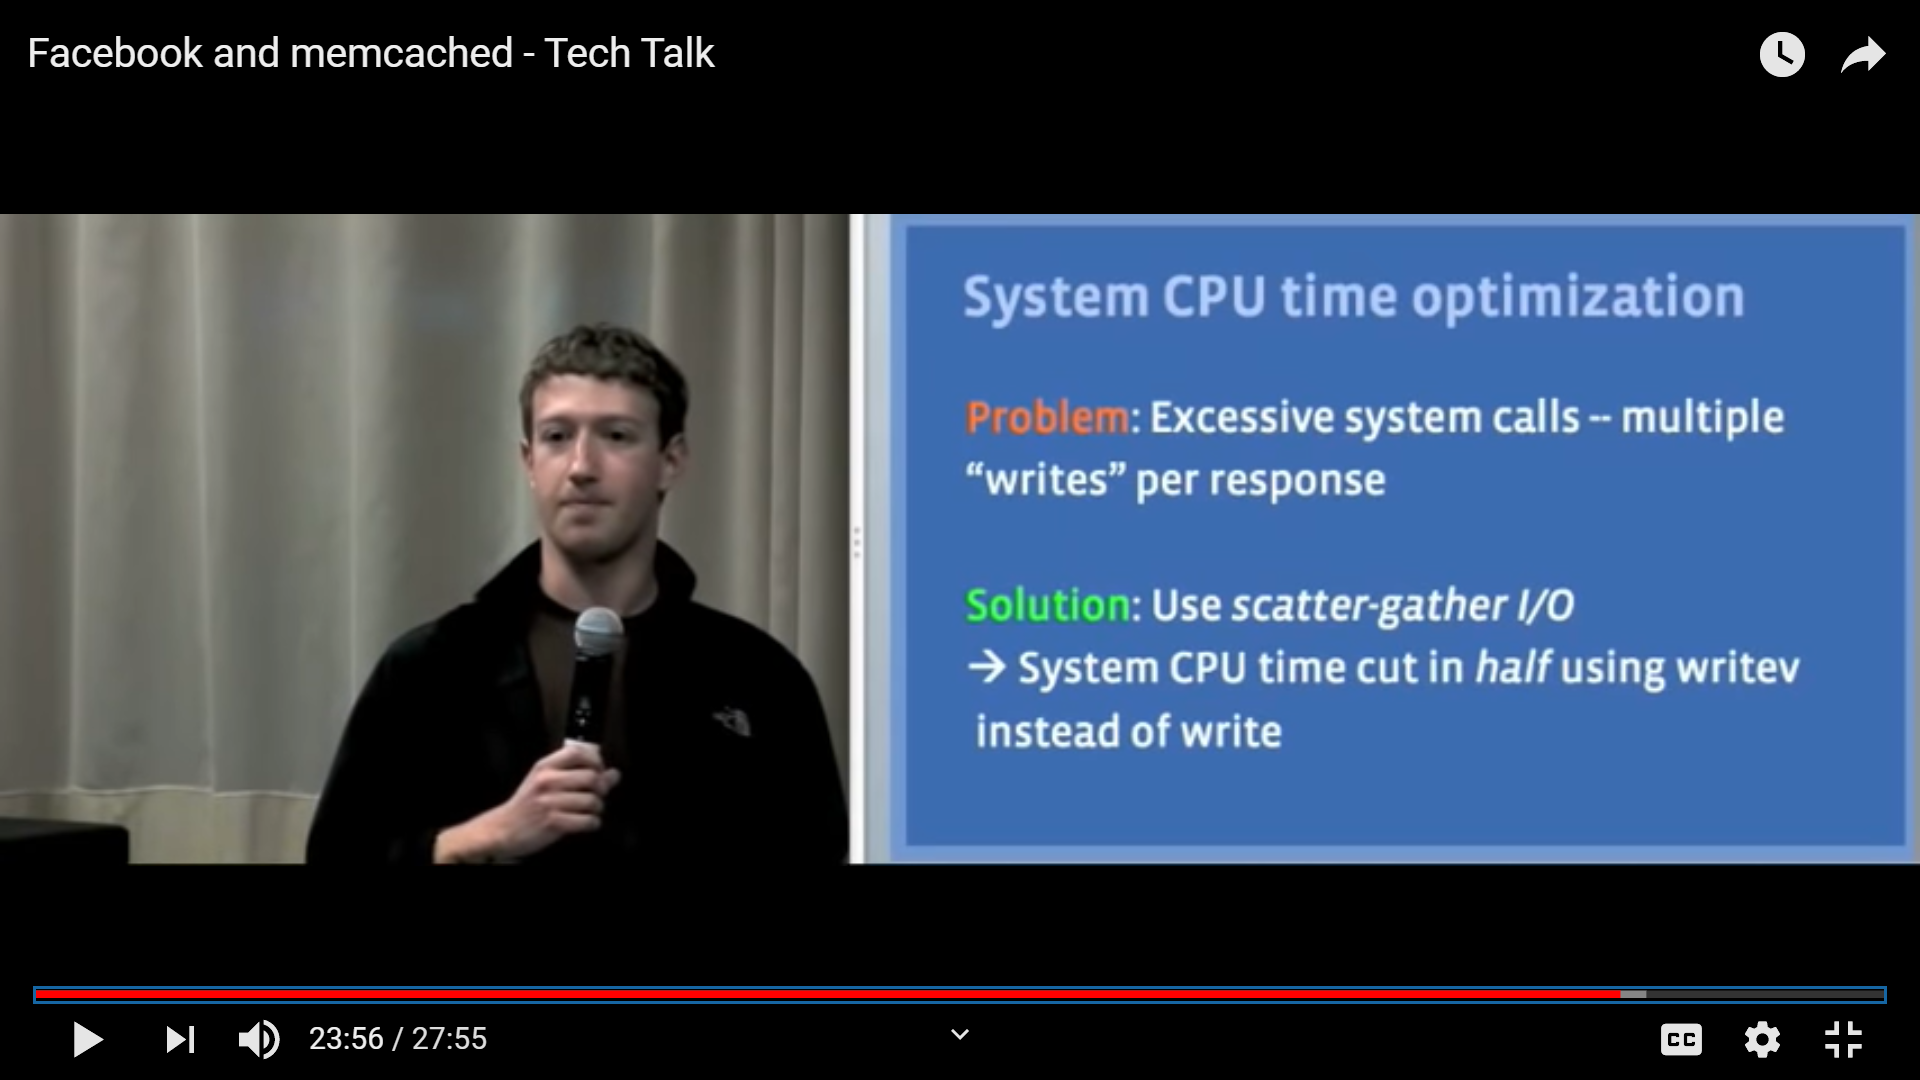 Facebook and memcached - Tech Talk
System CPU time optimization
Problem: Excessive system calls -- multiple
“writes” per response
Solution: Use scatter-gather I/O
→ System CPU time cut in half using writev
instead of write
23:56 / 27:55
CC